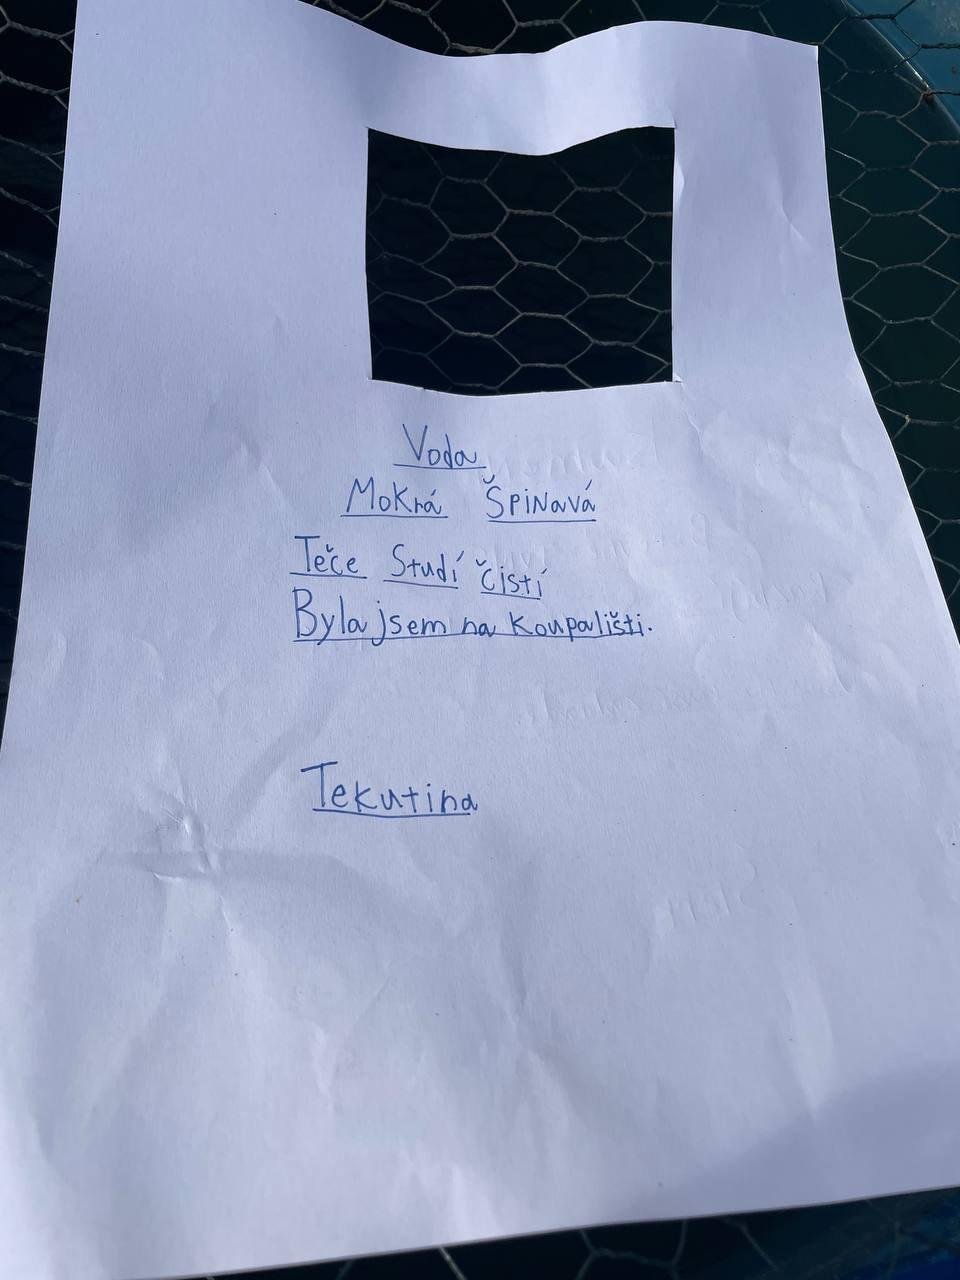 Voda
Mokrá Špinavá
Teče Studí čistí
Byla jsem na koupališti.
Tekutina